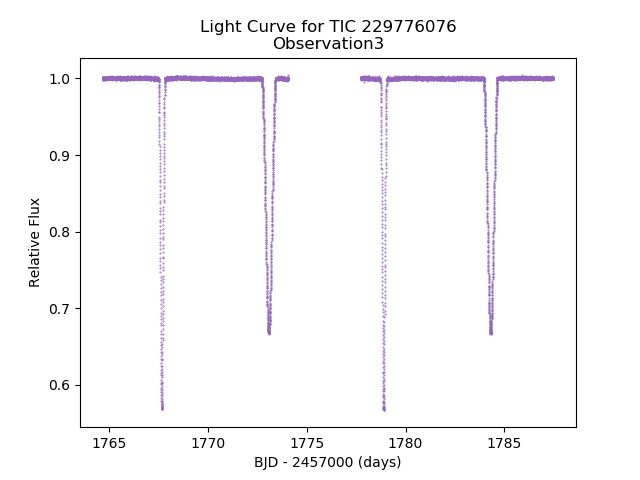 Light Curve for TIC 229776076
Observation3
1.0
0.9
0.8
0.7
0.6
Relative Flux
1765
1770
1775
1780
1785
BJD - 2457000 (days)